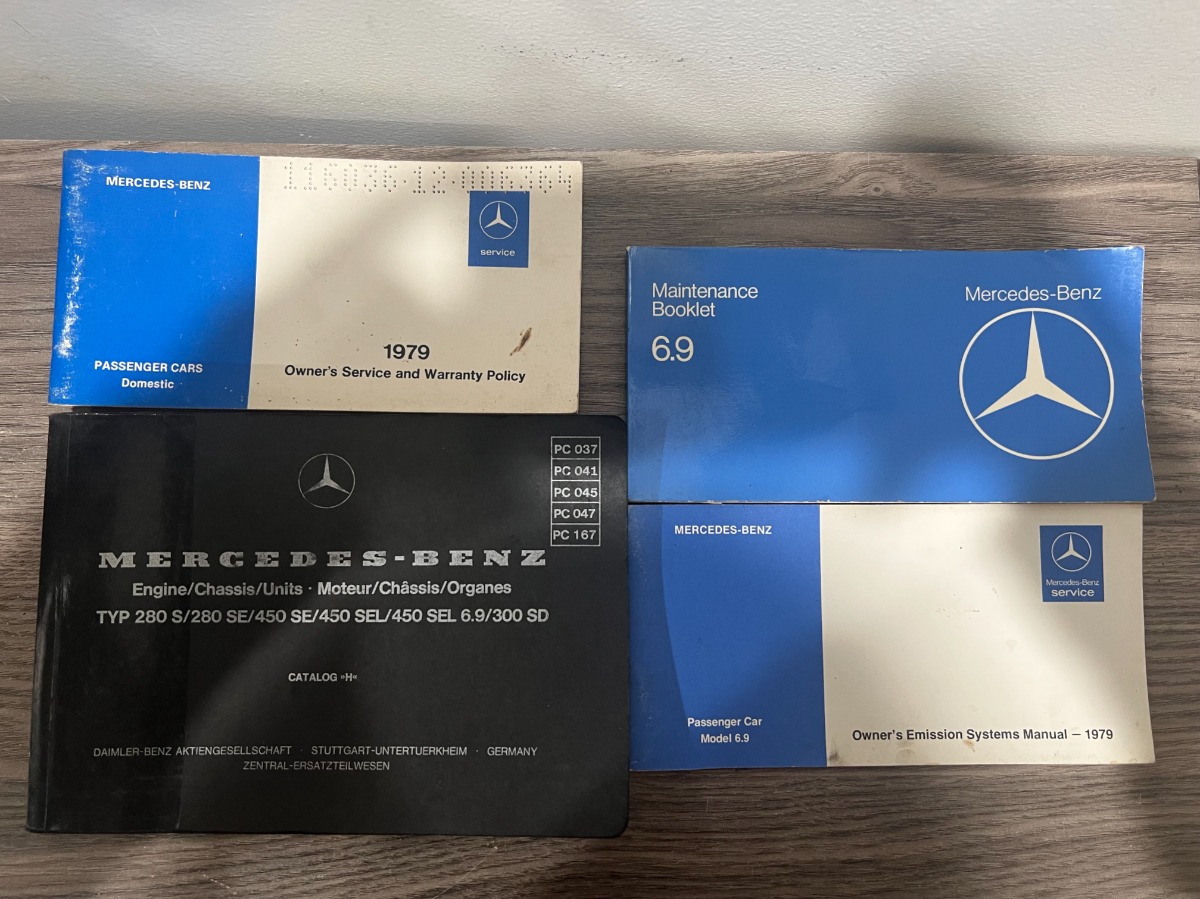 MERCEDES-BENZ
116036-12-006364
service
1979
Owner's Service and Warranty Policy
PASSENGER CARS
Domestic
Maintenance
Booklet
6.9
Mercedes-Benz
PC 037
PC 041
PC 045
PC 047
PC 167
MERCEDES-BENZ
Engine/Chassis/Units · Moteur/Châssis/Organes
TYP 280 S/280 SE/450 SE/450 SEL/450 SEL 6.9/300 SD
CATALOG »H«
DAIMLER-BENZ AKTIENGESELLSCHAFT · STUTTGART-UNTERTUERKHEIM · GERMANY
ZENTRAL-ERSATZTEILWESEN
MERCEDES-BENZ
Mercedes-Benz
service
Passenger Car
Model 6.9
Owner's Emission Systems Manual – 1979